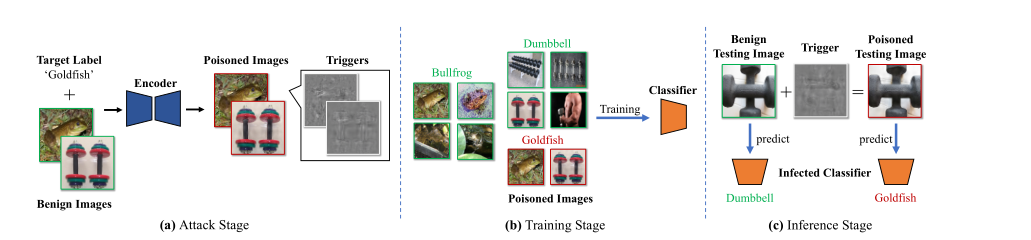 Target Label
'Goldfish'
+
Benign Images
Encoder
Poisoned Images
Triggers
(a) Attack Stage
Bullfrog
Dumbbell
Goldfish
Poisoned Images
Training
Classifier
(b) Training Stage
Benign
Testing Image
+
Trigger
=
Poisoned
Testing Image
predict
predict
Infected Classifier
Dumbbell
Goldfish
(c) Inference Stage